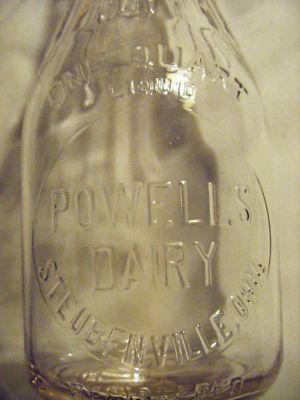 ONE QUART
LIQUID
POWELLS
DAIRY
STEUBENVILLE, OHIO.